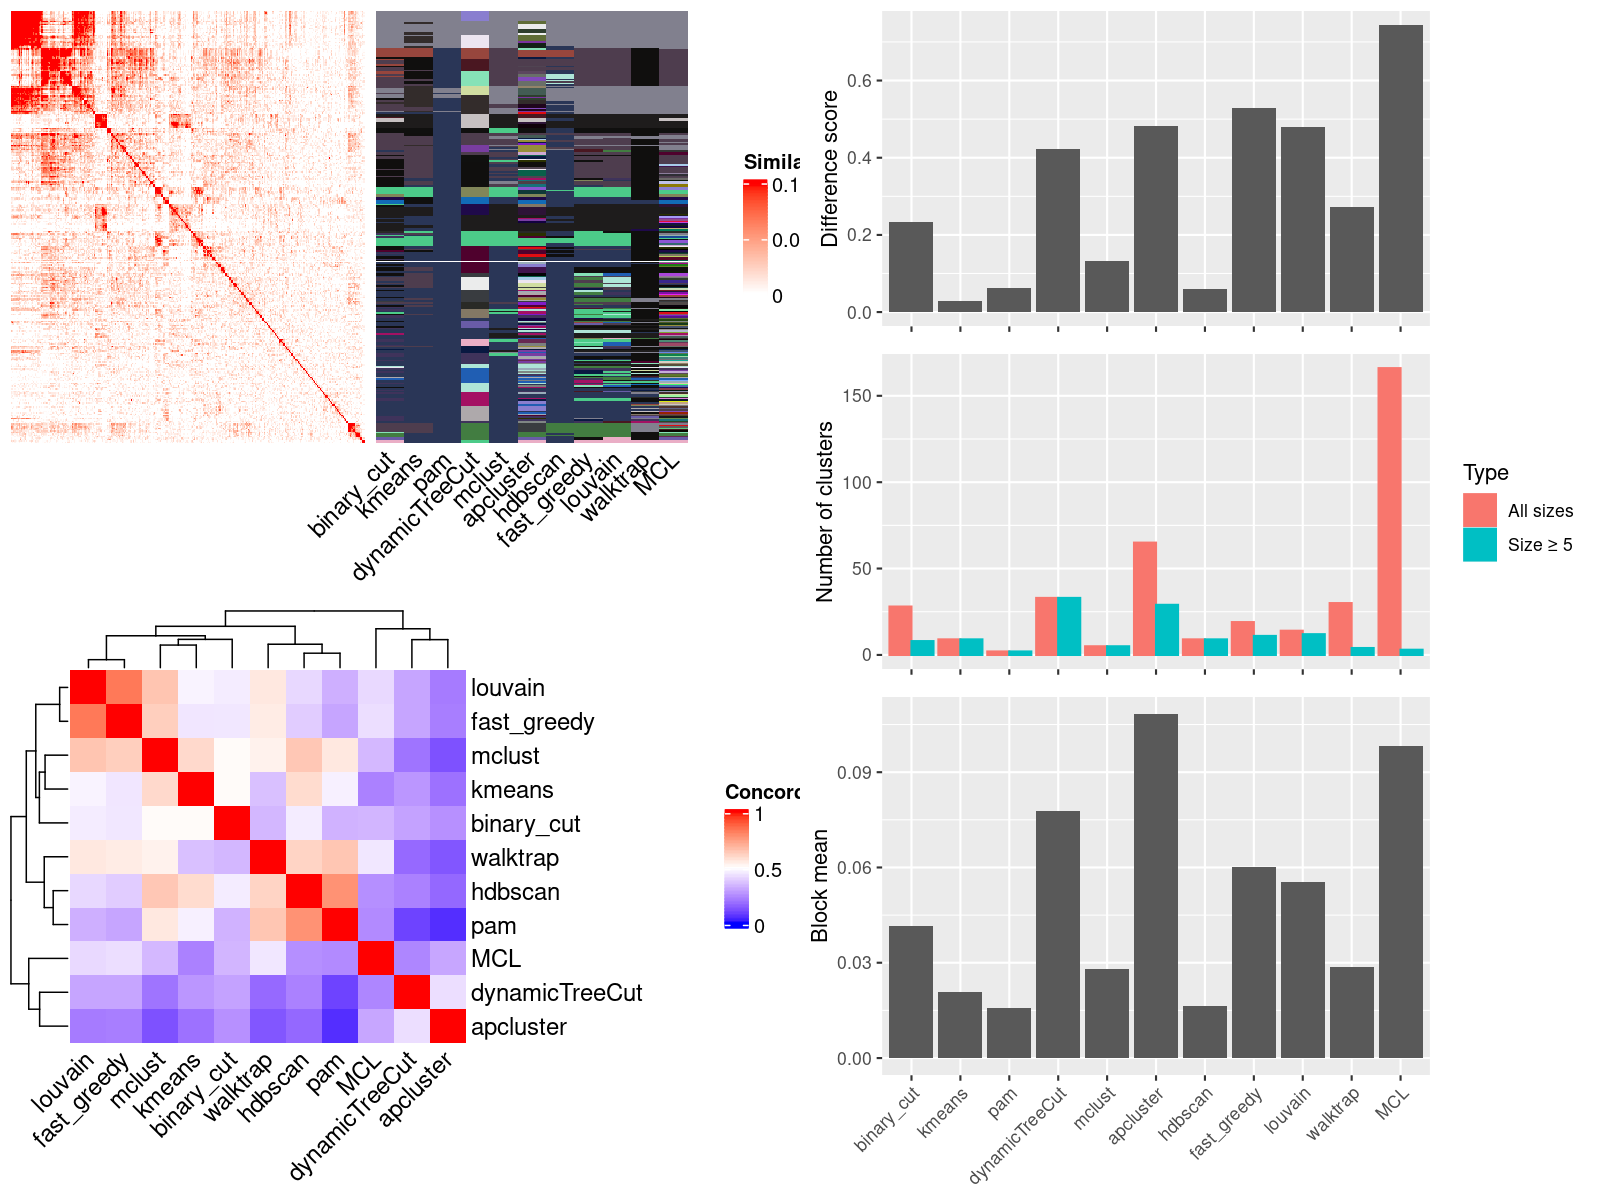 Simila
0.1
0.0
0
binary_cut
kmeans
pam
dynamicTreeCut
mclust
apcluster
hdbscan
fast_greedy
louvain
walktrap
MCL
Difference score
0.6
0.4
0.2
0.0
Number of clusters
150
100
50
0
Type
All sizes
Size ≥ 5
Block mean
0.09
0.06
0.03
0.00
binary_cut
kmeans
pam
dynamicTreeCut
mclust
apcluster
hdbscan
fast_greedy
louvain
walktrap
MCL
louvain
fast_greedy
mclust
kmeans
binary_cut
walktrap
hdbscan
pam
MCL
dynamicTreeCut
apcluster
louvain
fast_greedy
mclust
kmeans
binary_cut
walktrap
hdbscan
pam
MCL
dynamicTreeCut
apcluster
Concord
1
0.5
0